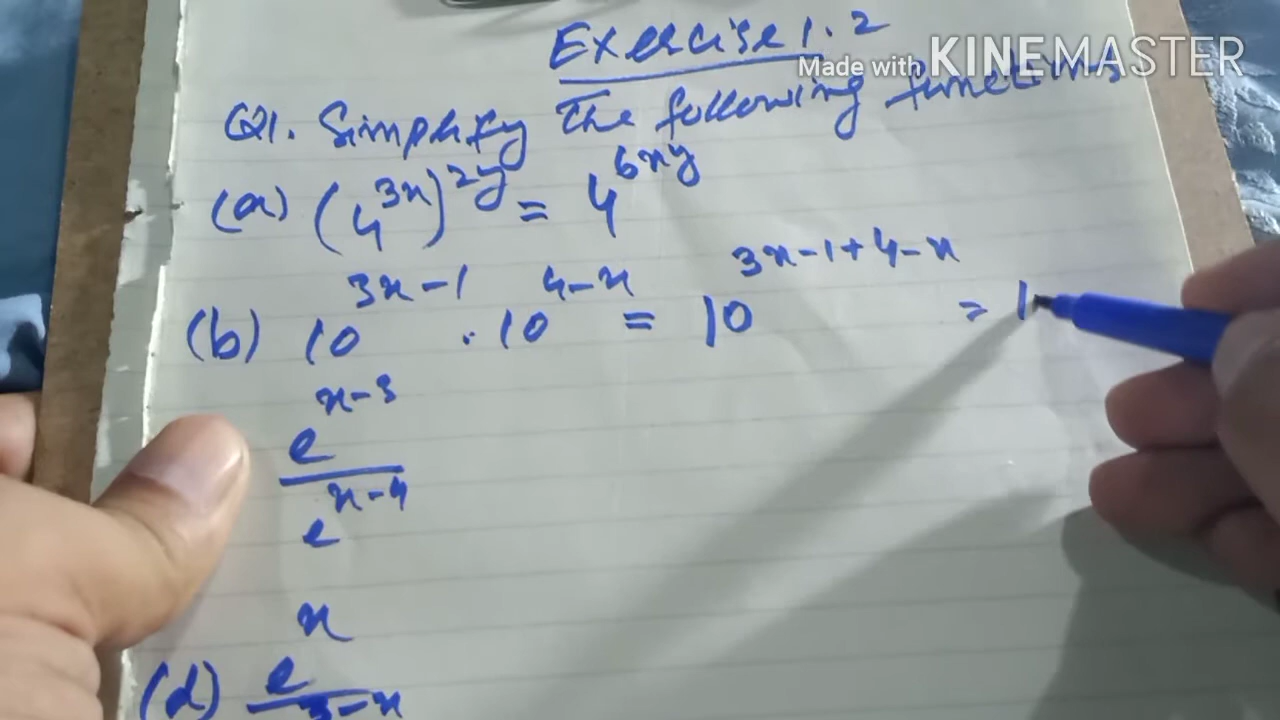 Exercise 1.2
Made with KINEMASTER
Q1. Simplify The following functions.
(a) (4^3x)^2y = 4^6xy
(b) 10^3x-1 . 10^4-x = 10^3x-1+4-x = 1
e^x-3
e^x-4
(d) e^x
3-x